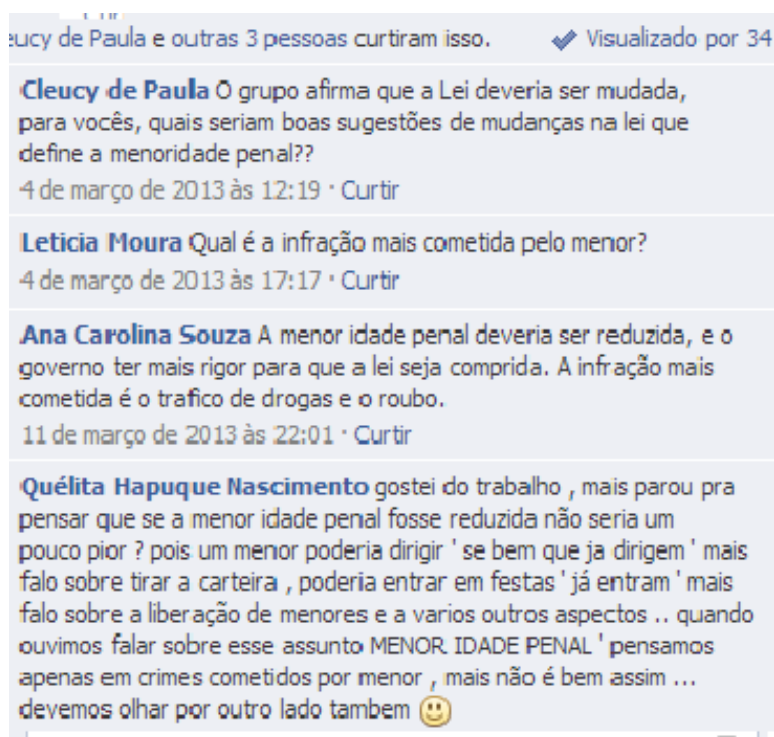 eucy de Paula e outras 3 pessoas curtiram isso. Visualizado por 34
Cleucy de Paula O grupo afirma que a Lei deveria ser mudada,
para vocês, quais seriam boas sugestões de mudanças na lei que
define a menoridade penal??
4 de março de 2013 às 12:19 · Curtir
Leticia Moura Qual é a infração mais cometida pelo menor?
4 de março de 2013 às 17:17 · Curtir
Ana Carolina Souza A menor idade penal deveria ser reduzida, e o
governo ter mais rigor para que a lei seja comprida. A infração mais
cometida é o trafico de drogas e o roubo.
11 de março de 2013 às 22:01 · Curtir
Quélita Hapuque Nascimento gostei do trabalho , mais parou pra
pensar que se a menor idade penal fosse reduzida não seria um
pouco pior ? pois um menor poderia dirigir ' se bem que ja dirigem ' mais
falo sobre tirar a carteira , poderia entrar em festas ' já entram ' mais
falo sobre a liberação de menores e a varios outros aspectos .. quando
ouvimos falar sobre esse assunto MENOR IDADE PENAL ' pensamos
apenas em crimes cometidos por menor , mais não é bem assim ...
devemos olhar por outro lado tambem